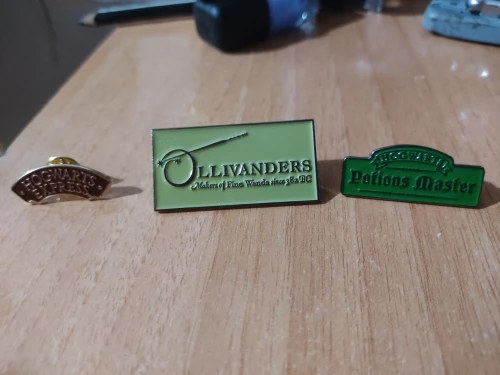 HOGWARTS
EXPRESS
OLLIVANDERS
Makers of Fine Wands since 382 BC
HOGWARTS
Potions Master